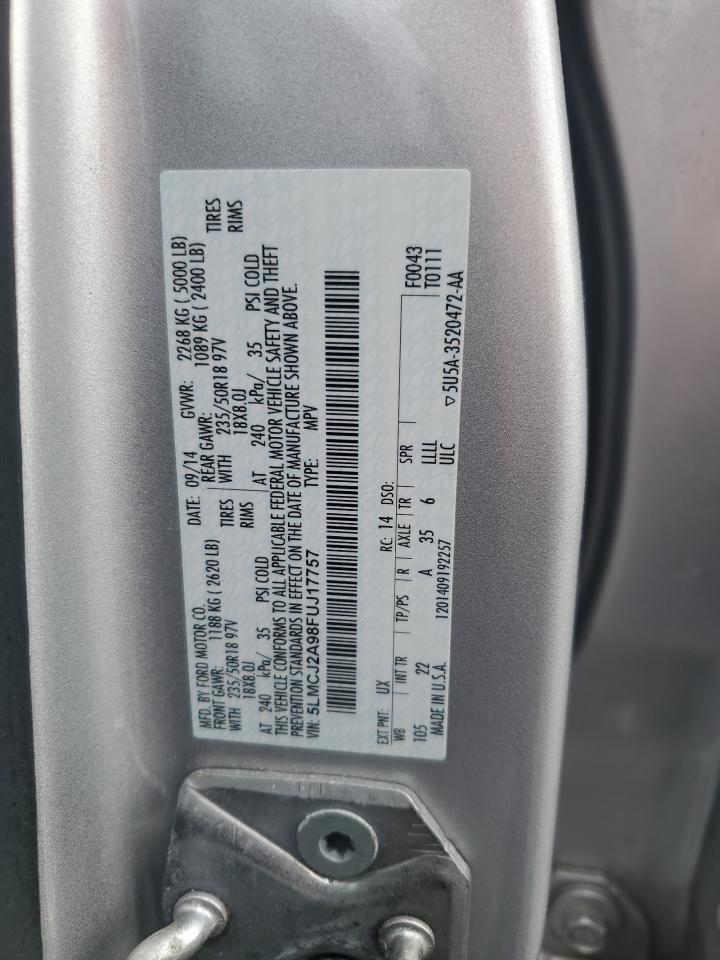 MFD. BY FORD MOTOR CO. DATE: 09/14 GVWR: 2268 KG ( 5000 LB)
FRONT GAWR: 1188 KG ( 2620 LB) REAR GAWR: 1089 KG ( 2400 LB)
WITH 235/50R18 97V TIRES WITH 235/50R18 97V TIRES
18X8.0J RIMS 18X8.0J RIMS
AT 240 kPa/ 35 PSI COLD AT 240 kPa/ 35 PSI COLD
THIS VEHICLE CONFORMS TO ALL APPLICABLE FEDERAL MOTOR VEHICLE SAFETY AND THEFT
PREVENTION STANDARDS IN EFFECT ON THE DATE OF MANUFACTURE SHOWN ABOVE.
VIN: 5LMCJ2A98FUJ17757 TYPE: MPV
EXT PNT: UX RC: 14 DSO: F0043
WB INT TR TP/PS R AXLE TR SPR T0111
105 22 A 35 6 LLLL
MADE IN U.S.A. 1201409192257 ULC ▽ 5U5A-3520472-AA